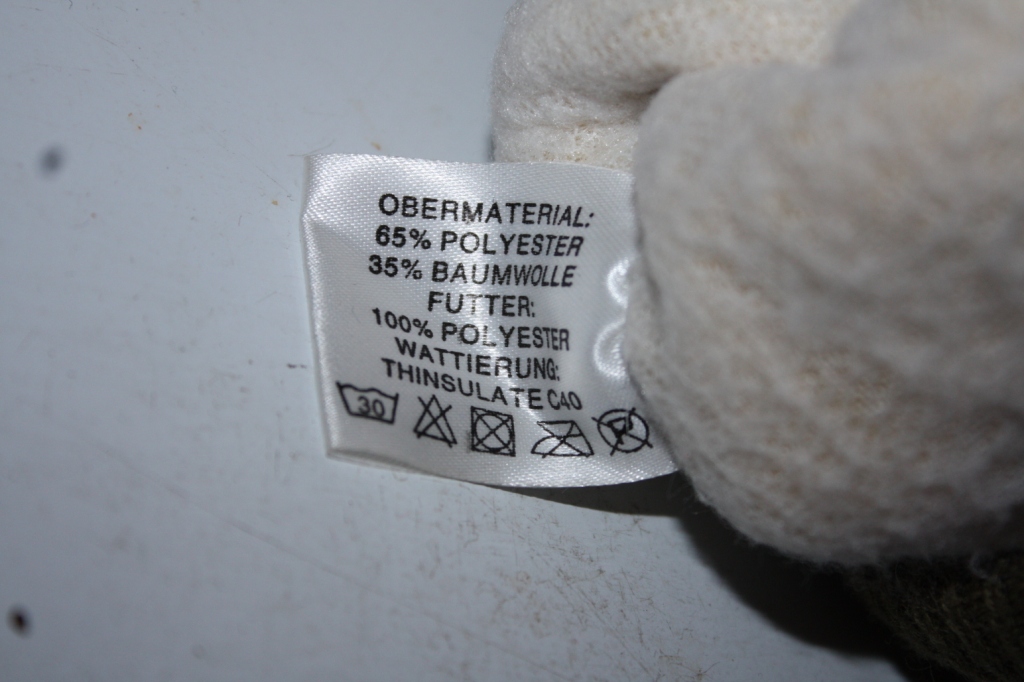 OBERMATERIAL:
65% POLYESTER
35% BAUMWOLLE
FUTTER:
100% POLYESTER
WATTIERUNG:
THINSULATE C40
30